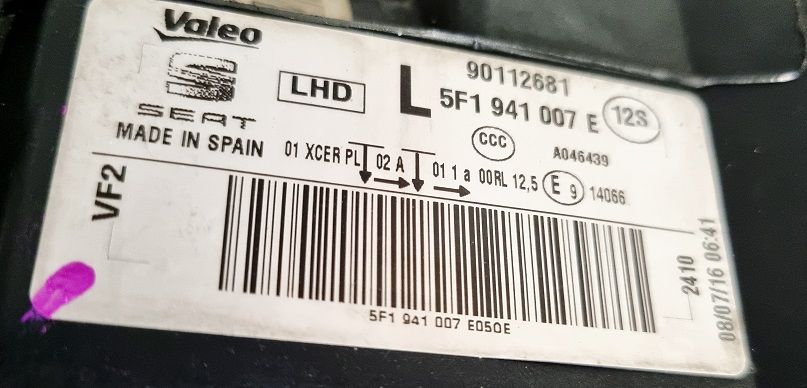 Valeo
SEAT
MADE IN SPAIN
LHD
L
90112681
5F1 941 007 E
12S
CCC
A046439
01 XCER PL 02 A 01 1 a 00RL 12,5 E 9 14066
VF2
5F1 941 007 E050E
2410
08/07/16 06:41